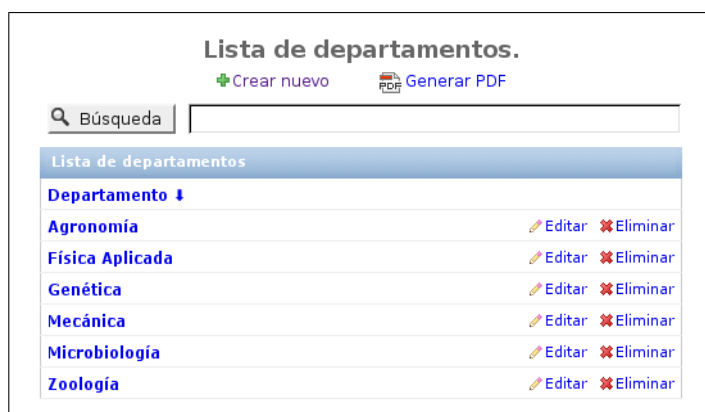 Lista de departamentos.
Crear nuevo PDF Generar PDF
Búsqueda
Lista de departamentos
Departamento ⬇
Agronomía Editar Eliminar
Física Aplicada Editar Eliminar
Genética Editar Eliminar
Mecánica Editar Eliminar
Microbiología Editar Eliminar
Zoología Editar Eliminar